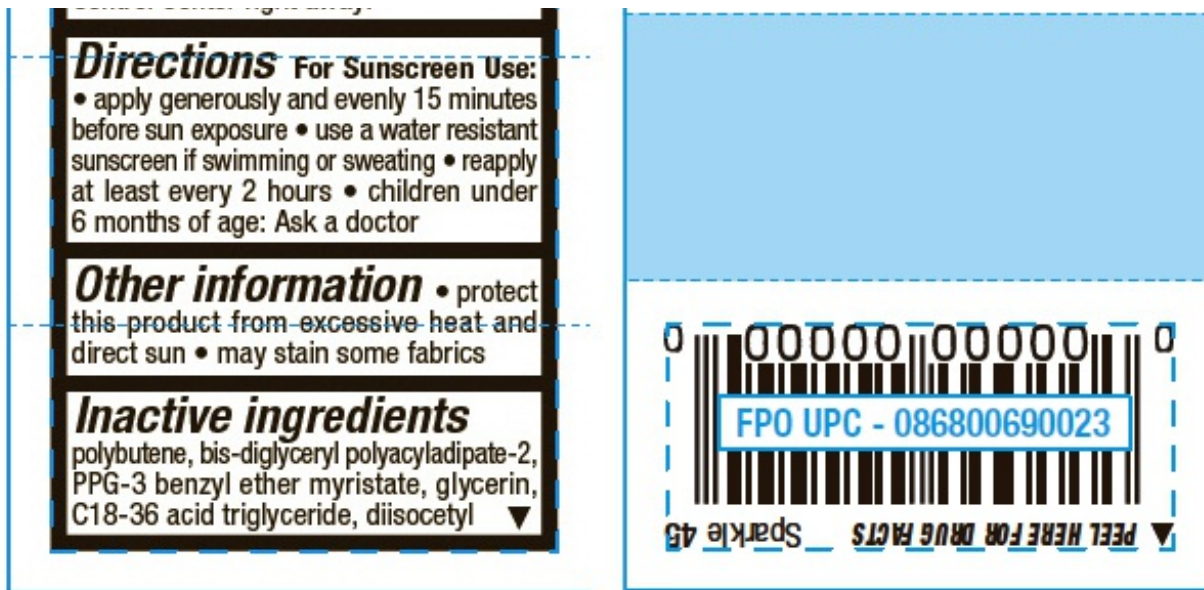 Directions For Sunscreen Use:
• apply generously and evenly 15 minutes
before sun exposure • use a water resistant
sunscreen if swimming or sweating • reapply
at least every 2 hours • children under
6 months of age: Ask a doctor
Other information • protect
this product from excessive heat and
direct sun • may stain some fabrics
Inactive ingredients
polybutene, bis-diglyceryl polyacyladipate-2,
PPG-3 benzyl ether myristate, glycerin,
C18-36 acid triglyceride, diisocetyl ▼
0 00000 00000 0
FPO UPC - 086800690023
▲ PEEL HERE FOR DRUG FACTS Sparkle 45